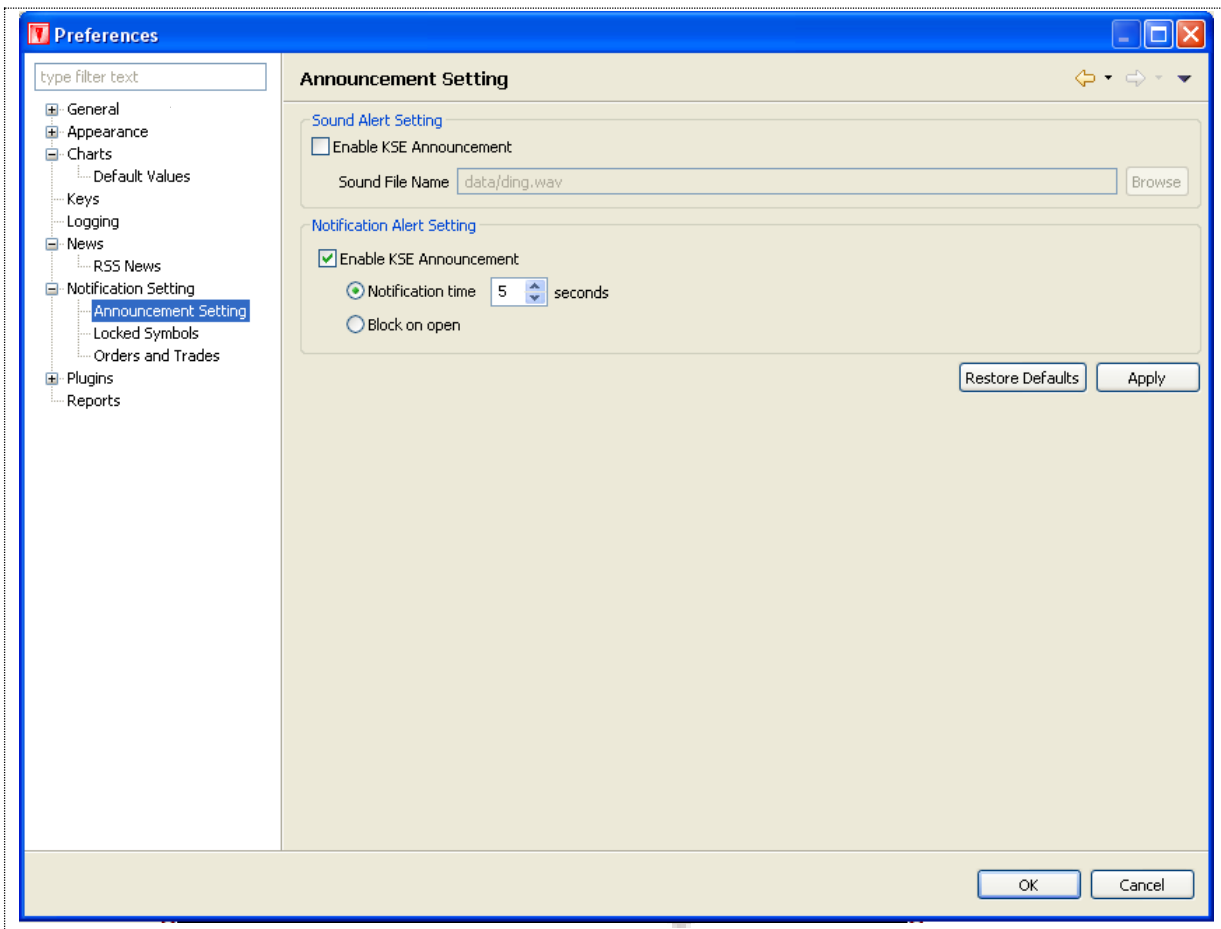 Preferences
type filter text
General
Appearance
Charts
Default Values
Keys
Logging
News
RSS News
Notification Setting
Announcement Setting
Locked Symbols
Orders and Trades
Plugins
Reports
Announcement Setting
Sound Alert Setting
Enable KSE Announcement
Sound File Name data/ding.wav Browse
Notification Alert Setting
Enable KSE Announcement
Notification time 5 seconds
Block on open
Restore Defaults Apply
OK Cancel